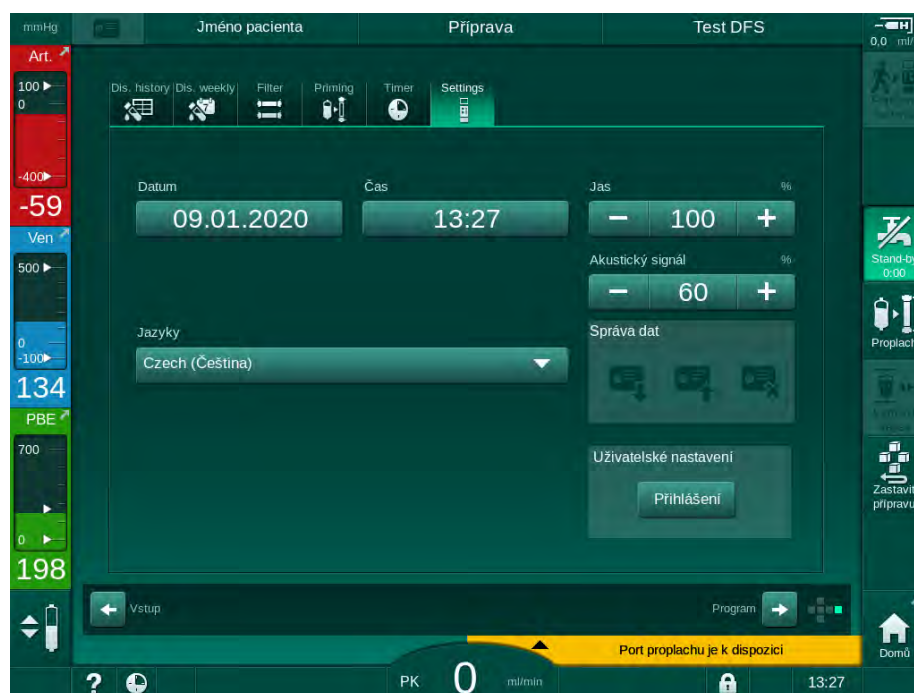 mmHg
Jméno pacienta
Příprava
Test DFS
0,0 ml/
Art.
100
0
-400
-59
Ven
500
0
-100
134
PBE
700
0
198
Dis. history
Dis. weekly
Filter
Priming
Timer
Settings
Datum
Čas
Jas
%
09.01.2020
13:27
− 100 +
Akustický signál
%
− 60 +
Jazyky
Czech (Čeština)
Správa dat
Uživatelské nastavení
Přihlášení
Stand-by
0:00
Proplach
Zastavit
přípravu
Vstup
Program
Port proplachu je k dispozici
Domů
?
PK
0
ml/min
13:27